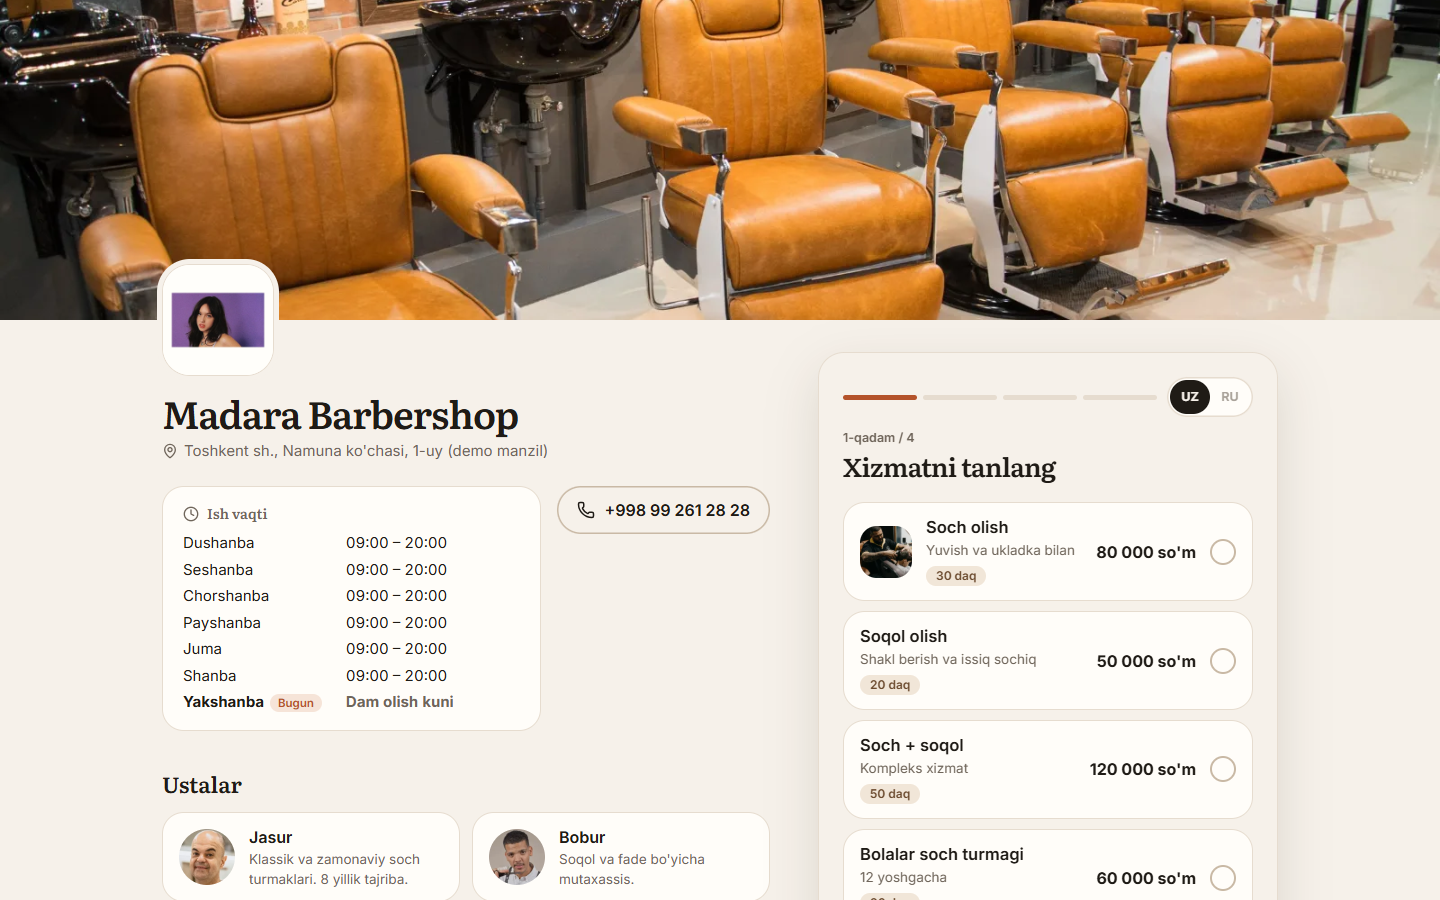 Madara Barbershop
Toshkent sh., Namuna ko'chasi, 1-uy (demo manzil)
Ish vaqti
Dushanba 09:00 – 20:00
Seshanba 09:00 – 20:00
Chorshanba 09:00 – 20:00
Payshanba 09:00 – 20:00
Juma 09:00 – 20:00
Shanba 09:00 – 20:00
Yakshanba Bugun Dam olish kuni
+998 99 261 28 28
Ustalar
Jasur
Klassik va zamonaviy soch
turmaklari. 8 yillik tajriba.
Bobur
Soqol va fade bo'yicha
mutaxassis.
UZ RU
1-qadam / 4
Xizmatni tanlang
Soch olish
Yuvish va ukladka bilan
30 daq
80 000 so'm
Soqol olish
Shakl berish va issiq sochiq
20 daq
50 000 so'm
Soch + soqol
Kompleks xizmat
50 daq
120 000 so'm
Bolalar soch turmagi
12 yoshgacha
60 000 so'm